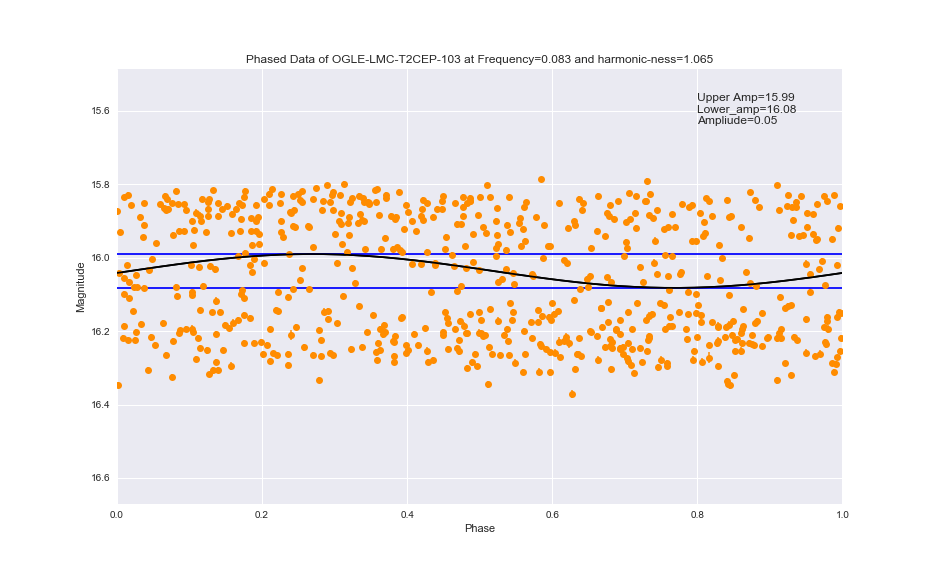 Phased Data of OGLE-LMC-T2CEP-103 at Frequency=0.083 and harmonic-ness=1.065
Upper Amp=15.99
Lower_amp=16.08
Ampliude=0.05
15.6
15.8
16.0
16.2
16.4
16.6
Magnitude
0.0 0.2 0.4 0.6 0.8 1.0
Phase